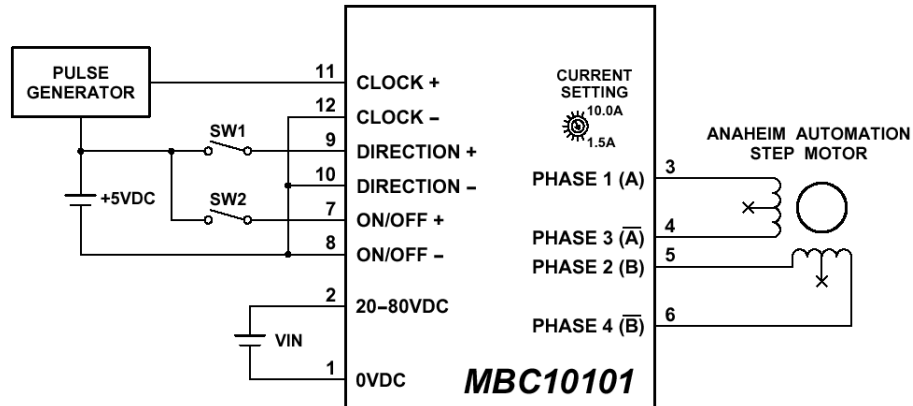 PULSE
GENERATOR
11
CLOCK +
12
CLOCK –
SW1
9
DIRECTION +
10
DIRECTION –
+5VDC
SW2
7
ON/OFF +
8
ON/OFF –
2
20–80VDC
VIN
1
0VDC
CURRENT
SETTING
10.0A
1.5A
PHASE 1 (A)
3
PHASE 3 (A̅)
4
PHASE 2 (B)
5
PHASE 4 (B̅)
6
ANAHEIM AUTOMATION
STEP MOTOR
MBC10101